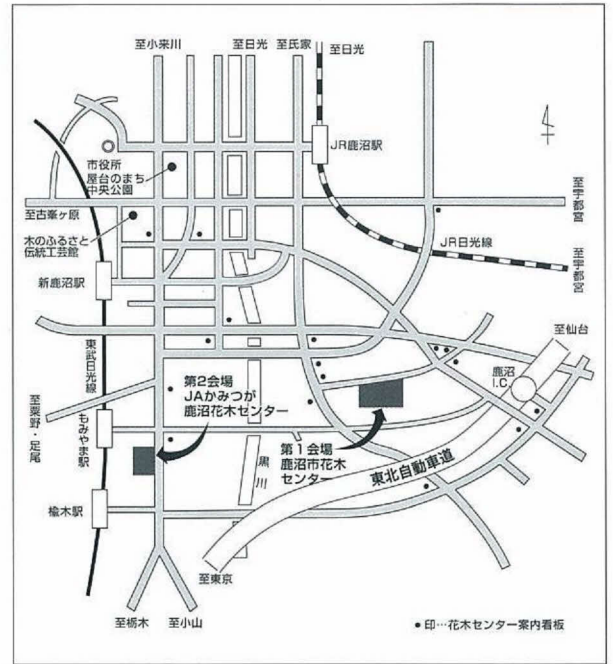 至小来川
至日光
至氏家
至日光
JR鹿沼駅
市役所
屋台のまち
中央公園
至宇都宮
至古峯ヶ原
木のふるさと
伝統工芸館
JR日光線
至宇都宮
新鹿沼駅
至仙台
東武日光線
鹿沼
I.C.
第2会場
JAかみつが
鹿沼花木センター
至粟野・足尾
もみやま駅
第1会場
鹿沼市花木
センター
黒川
東北自動車道
楡木駅
至東京
至栃木
至小山
●印…花木センター案内看板